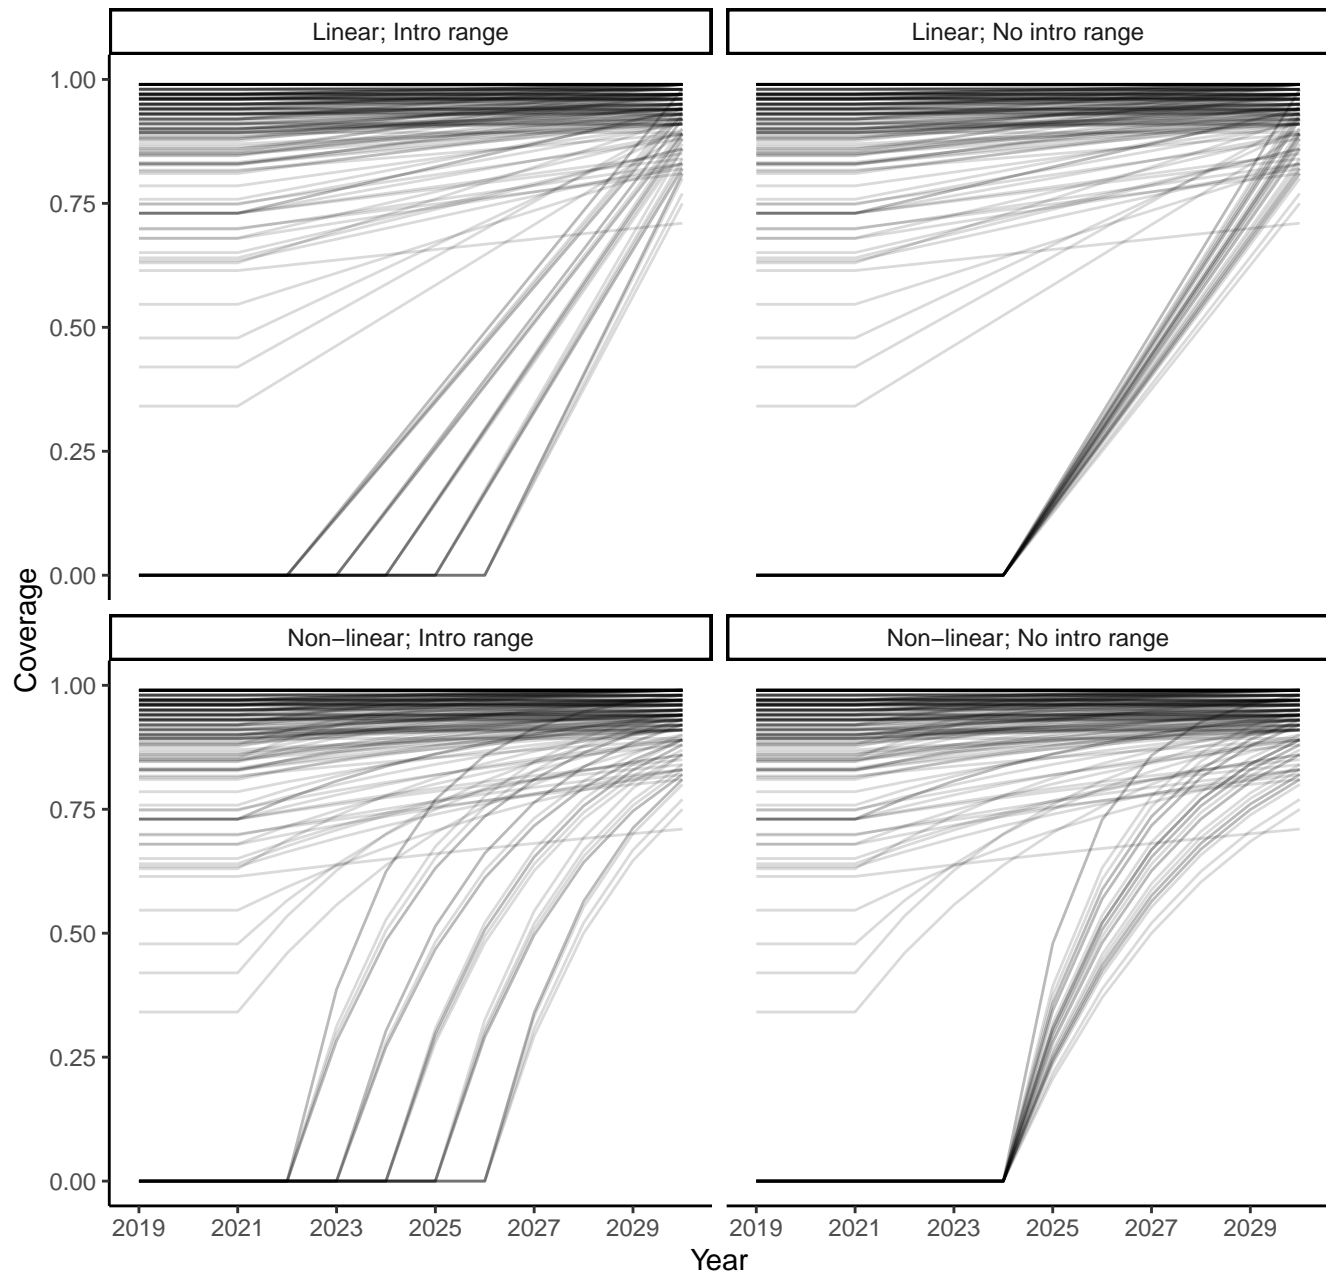 Linear; Intro range
Linear; No intro range
1.00
0.75
0.50
0.25
0.00
Non−linear; Intro range
Non−linear; No intro range
1.00
0.75
0.50
0.25
0.00
2019 2021 2023 2025 2027 2029
2019 2021 2023 2025 2027 2029
Coverage
Year